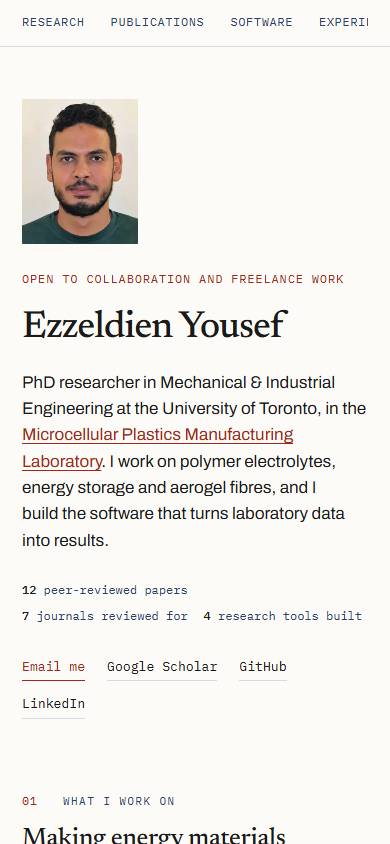 RESEARCH PUBLICATIONS SOFTWARE
OPEN TO COLLABORATION AND FREELANCE WORK
Ezzeldien Yousef
PhD researcher in Mechanical & Industrial
Engineering at the University of Toronto, in the
Microcellular Plastics Manufacturing
Laboratory. I work on polymer electrolytes,
energy storage and aerogel fibres, and I
build the software that turns laboratory data
into results.
12 peer-reviewed papers
7 journals reviewed for 4 research tools built
Email me Google Scholar GitHub
LinkedIn
01 WHAT I WORK ON
Making energy materials